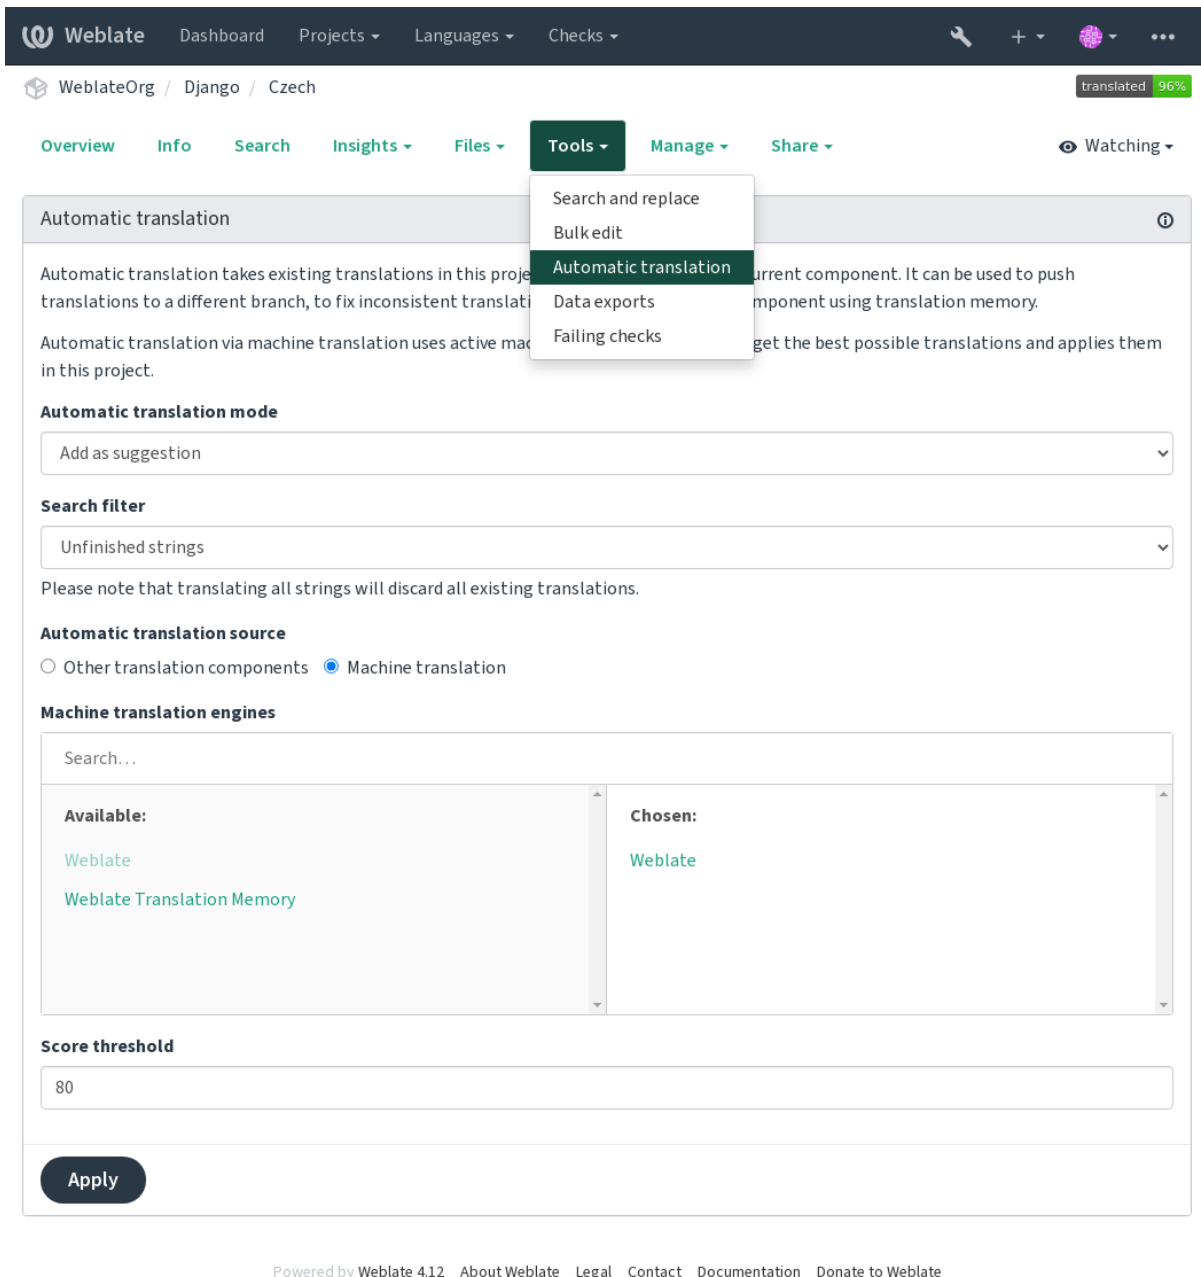 Weblate Dashboard Projects Languages Checks
WeblateOrg / Django / Czech translated 96%
Overview Info Search Insights Files Tools Manage Share Watching
Search and replace
Bulk edit
Automatic translation
Data exports
Failing checks
Automatic translation
Automatic translation takes existing translations in this proje urrent component. It can be used to push
translations to a different branch, to fix inconsistent translati mponent using translation memory.
Automatic translation via machine translation uses active mac get the best possible translations and applies them
in this project.
Automatic translation mode
Add as suggestion
Search filter
Unfinished strings
Please note that translating all strings will discard all existing translations.
Automatic translation source
Other translation components Machine translation
Machine translation engines
Search…
Available:
Weblate
Weblate Translation Memory
Chosen:
Weblate
Score threshold
80
Apply
Powered by Weblate 4.12 About Weblate Legal Contact Documentation Donate to Weblate